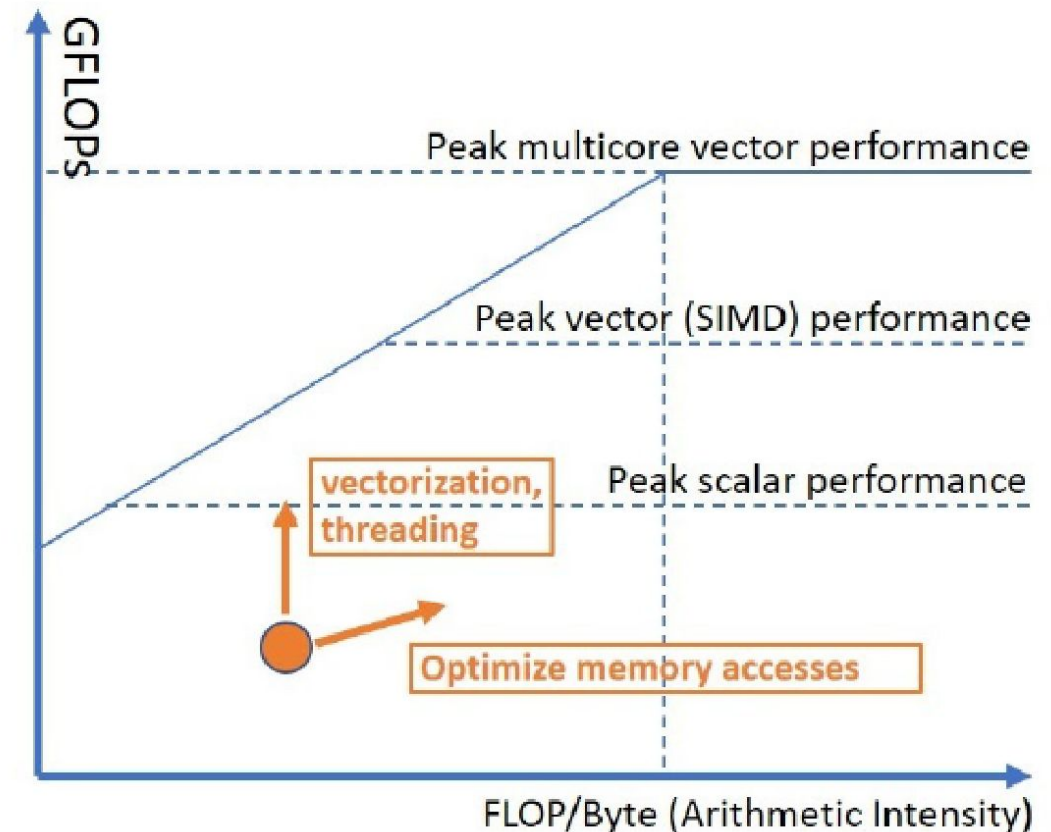 GFLOPs
Peak multicore vector performance
Peak vector (SIMD) performance
Peak scalar performance
vectorization,
threading
Optimize memory accesses
FLOP/Byte (Arithmetic Intensity)